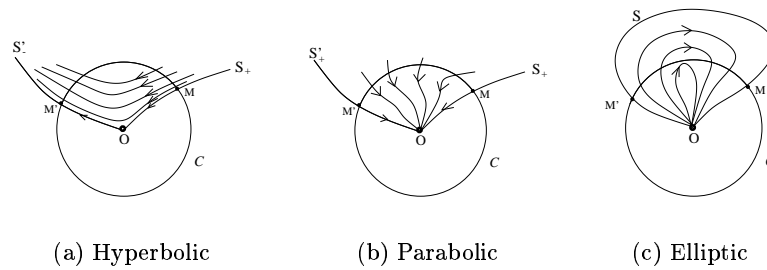 S'- S+ M' M O C
S'+ S+ M' M O C
S M' M O
(a) Hyperbolic (b) Parabolic (c) Elliptic